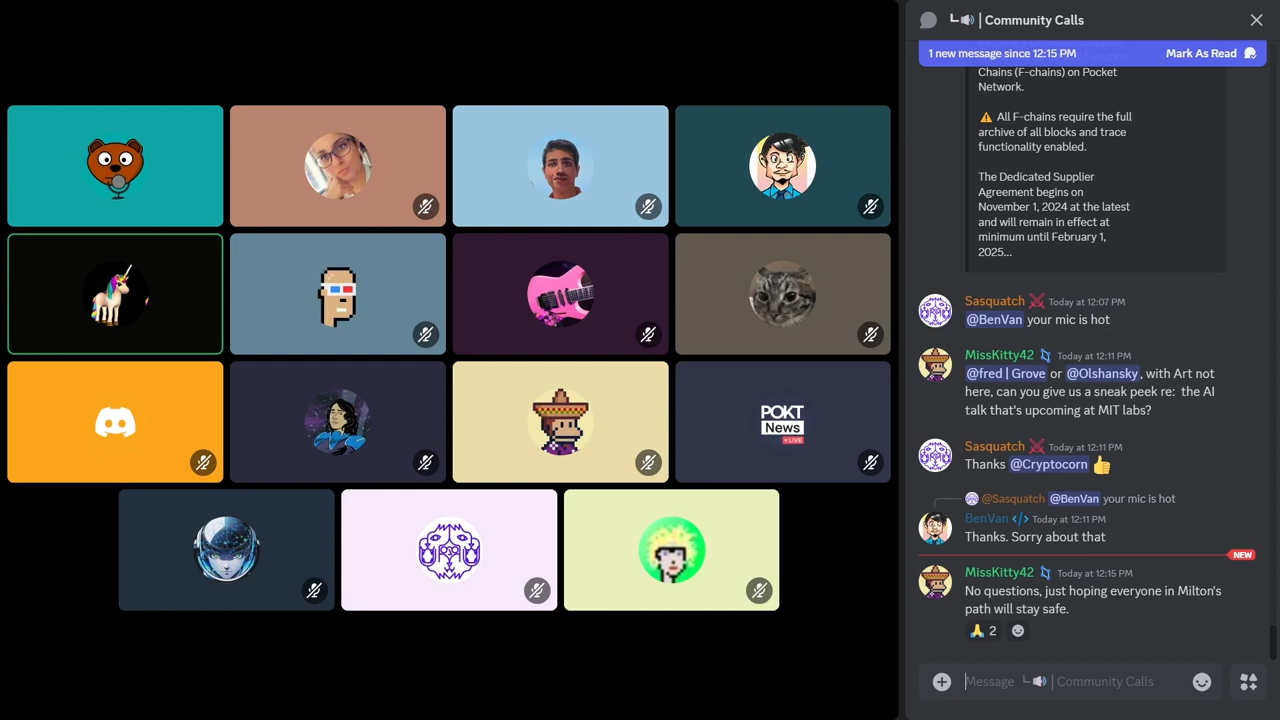 Community Calls
1 new message since 12:15 PM Mark As Read
Chains (F-chains) on Pocket
Network.
⚠️ All F-chains require the full
archive of all blocks and trace
functionality enabled.
The Dedicated Supplier
Agreement begins on
November 1, 2024 at the latest
and will remain in effect at
minimum until February 1,
2025...
Sasquatch Today at 12:07 PM
@BenVan your mic is hot
MissKitty42 Today at 12:11 PM
@fred | Grove or @Olshansky, with Art not
here, can you give us a sneak peek re: the AI
talk that's upcoming at MIT labs?
Sasquatch Today at 12:11 PM
Thanks @Cryptocorn 👍
@Sasquatch @BenVan your mic is hot
BenVan </> Today at 12:11 PM
Thanks. Sorry about that
NEW
MissKitty42 Today at 12:15 PM
No questions, just hoping everyone in Milton's
path will stay safe.
🙏 2
Message Community Calls
POKT
News
LIVE